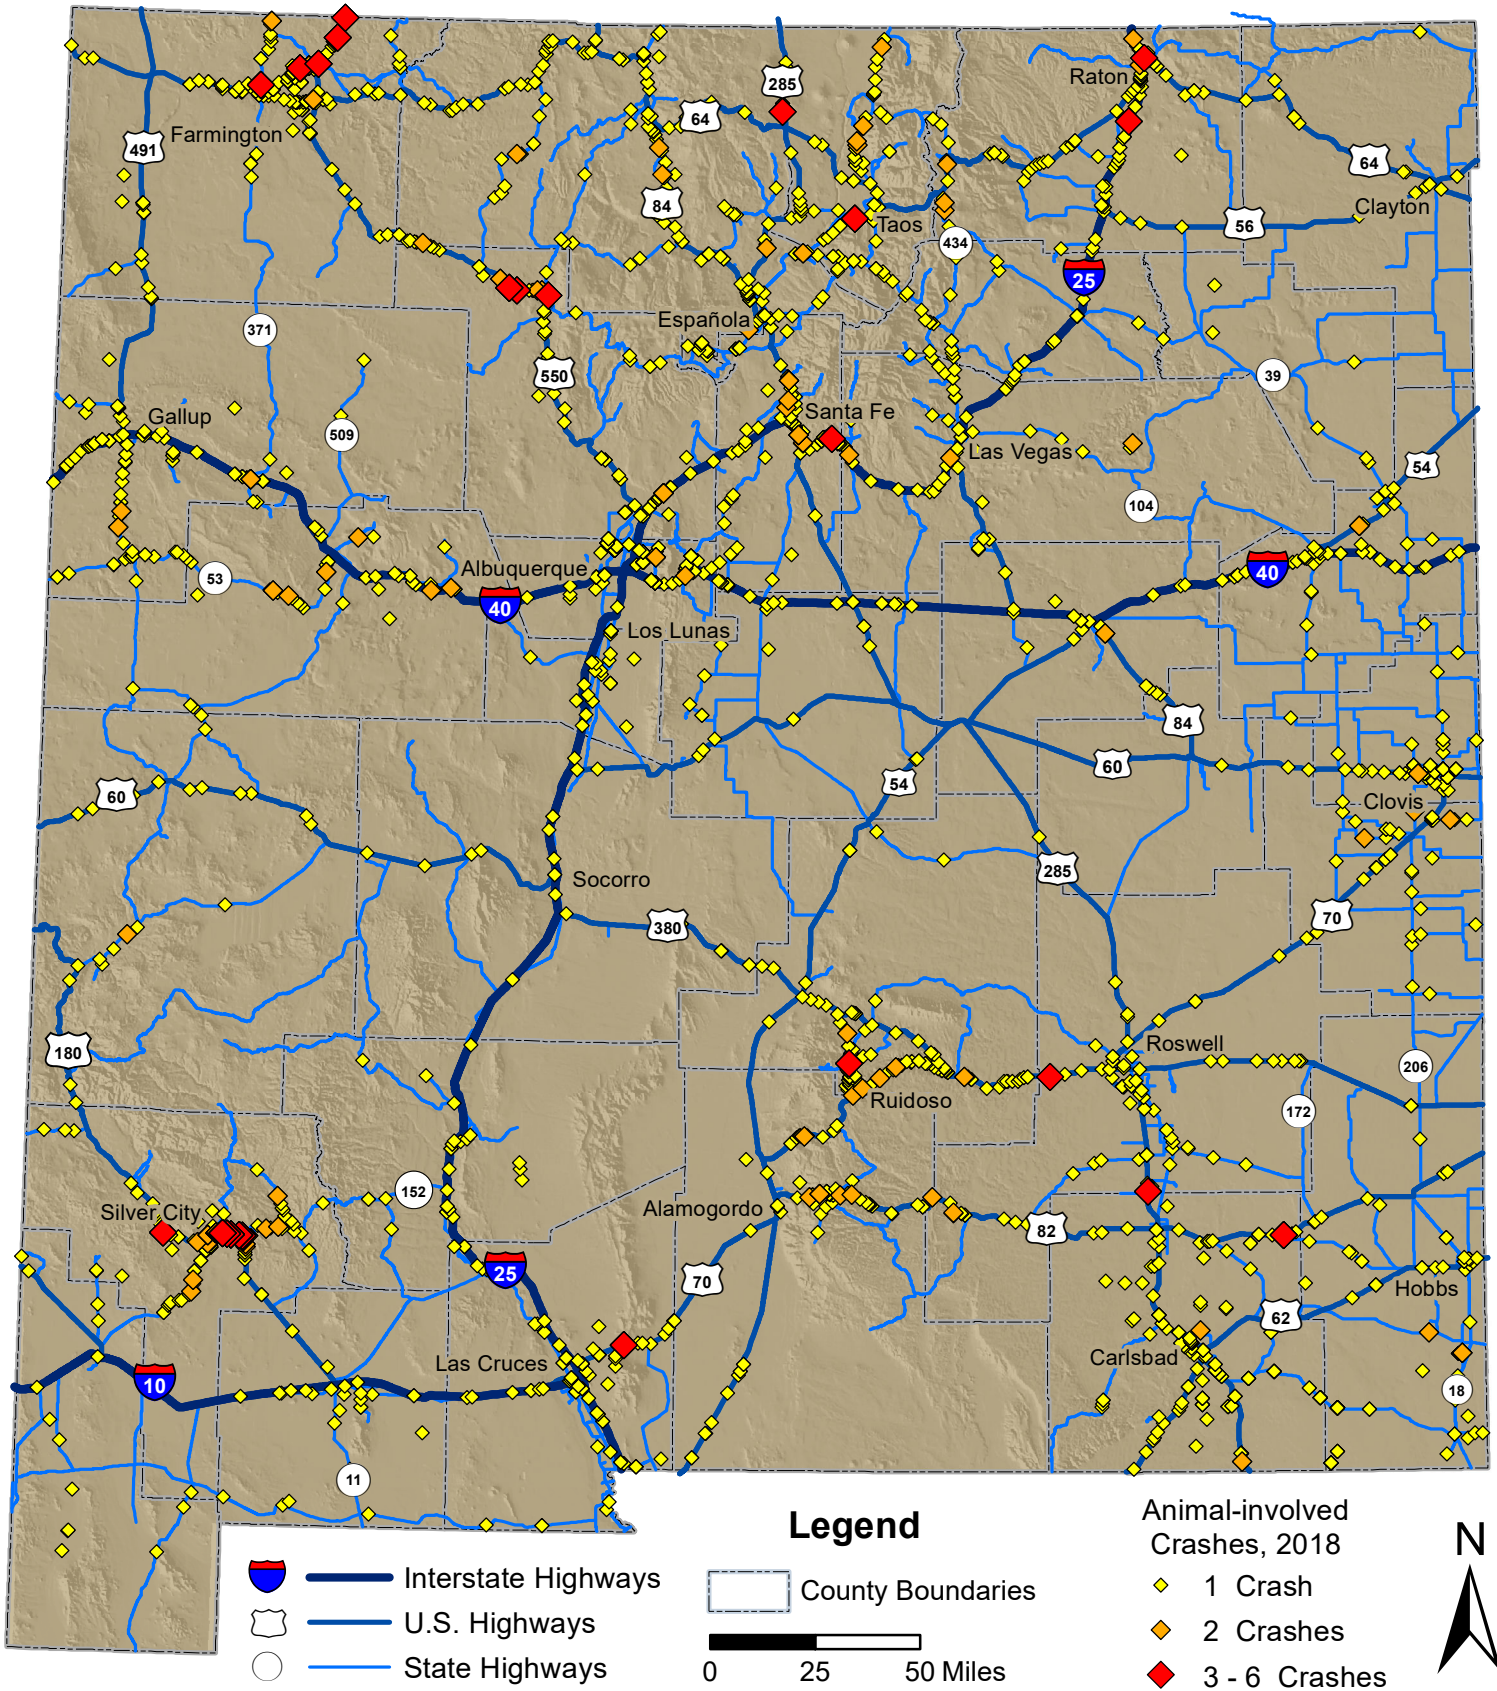 285
Raton
64
Farmington
491
64
84
Clayton
Taos
56
434
25
Española
371
550
39
Santa Fe
Gallup
509
Las Vegas
54
104
Albuquerque
53
40
40
Los Lunas
84
60
54
60
Clovis
285
Socorro
70
380
Roswell
180
206
Ruidoso
172
152
Silver City
Alamogordo
82
25
70
Hobbs
62
Las Cruces
Carlsbad
10
18
11
Legend
Interstate Highways
U.S. Highways
State Highways
County Boundaries
0 25 50 Miles
Animal-involved
Crashes, 2018
1 Crash
2 Crashes
3 - 6 Crashes
N